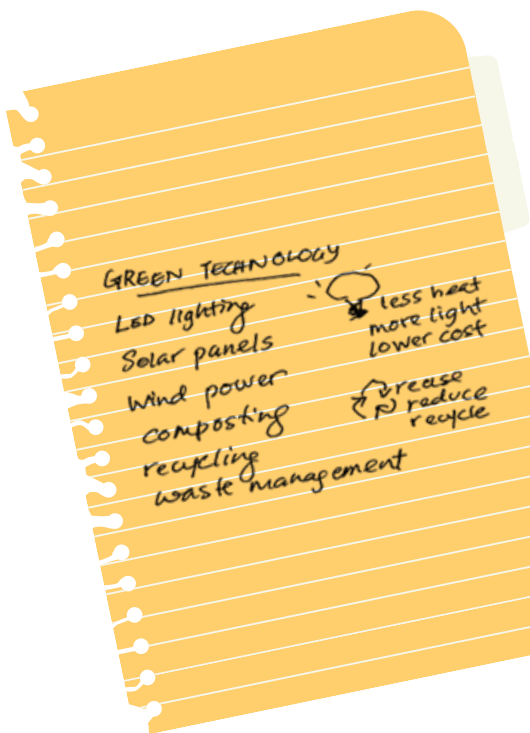 GREEN TECHNOLOGY
LED lighting
Solar panels
Wind power
composting
recycling
waste management
less heat
more light
lower cost
reuse
reduce
recycle